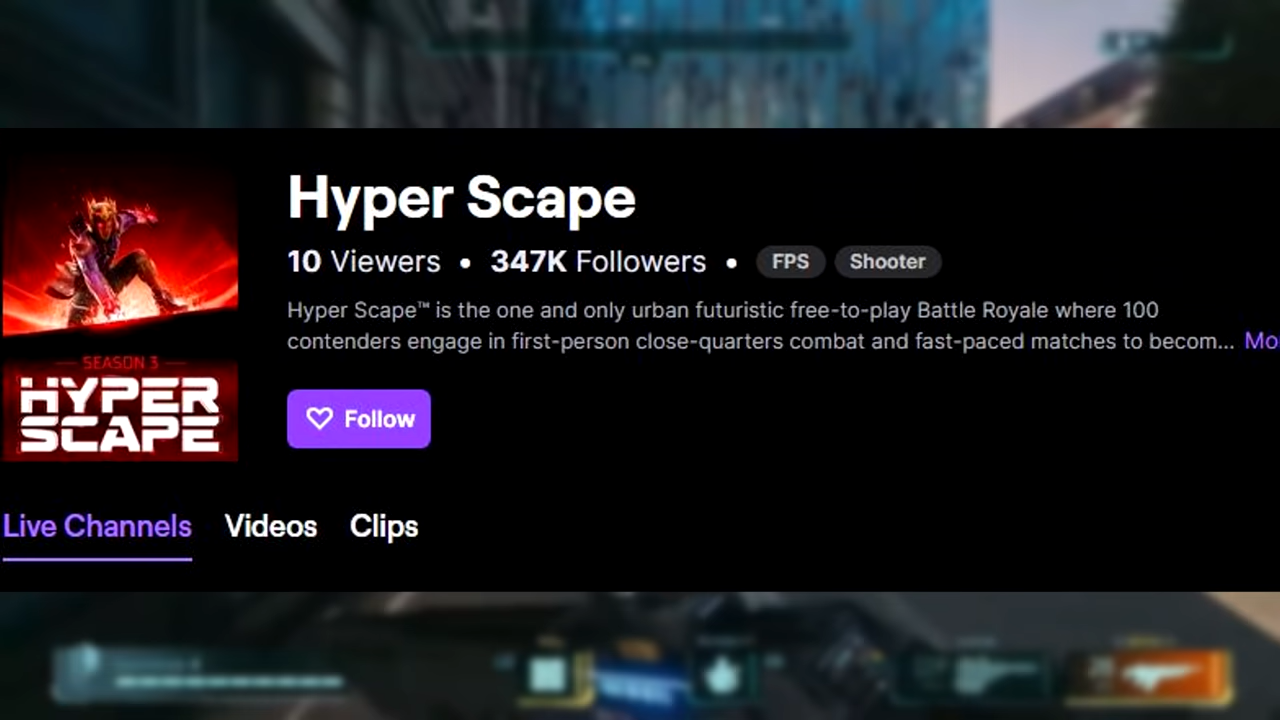 Hyper Scape
10 Viewers • 347K Followers • FPS Shooter
Hyper Scape™ is the one and only urban futuristic free-to-play Battle Royale where 100
contenders engage in first-person close-quarters combat and fast-paced matches to becom... Mo
SEASON 3
HYPER
SCAPE
Follow
Live Channels Videos Clips